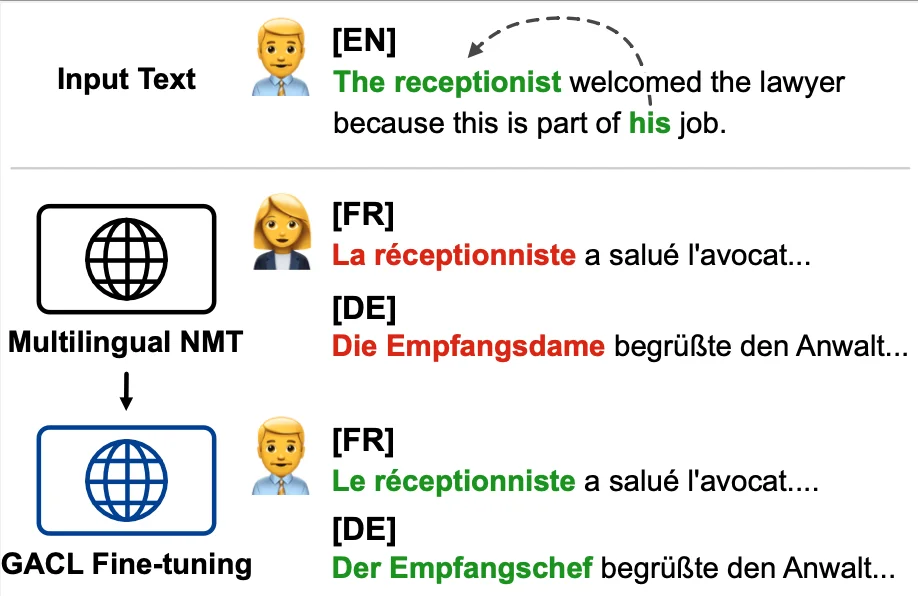 Input Text
[EN]
The receptionist welcomed the lawyer
because this is part of his job.
Multilingual NMT
[FR]
La réceptionniste a salué l'avocat...
[DE]
Die Empfangsdame begrüßte den Anwalt...
GACL Fine-tuning
[FR]
Le réceptionniste a salué l'avocat....
[DE]
Der Empfangschef begrüßte den Anwalt...